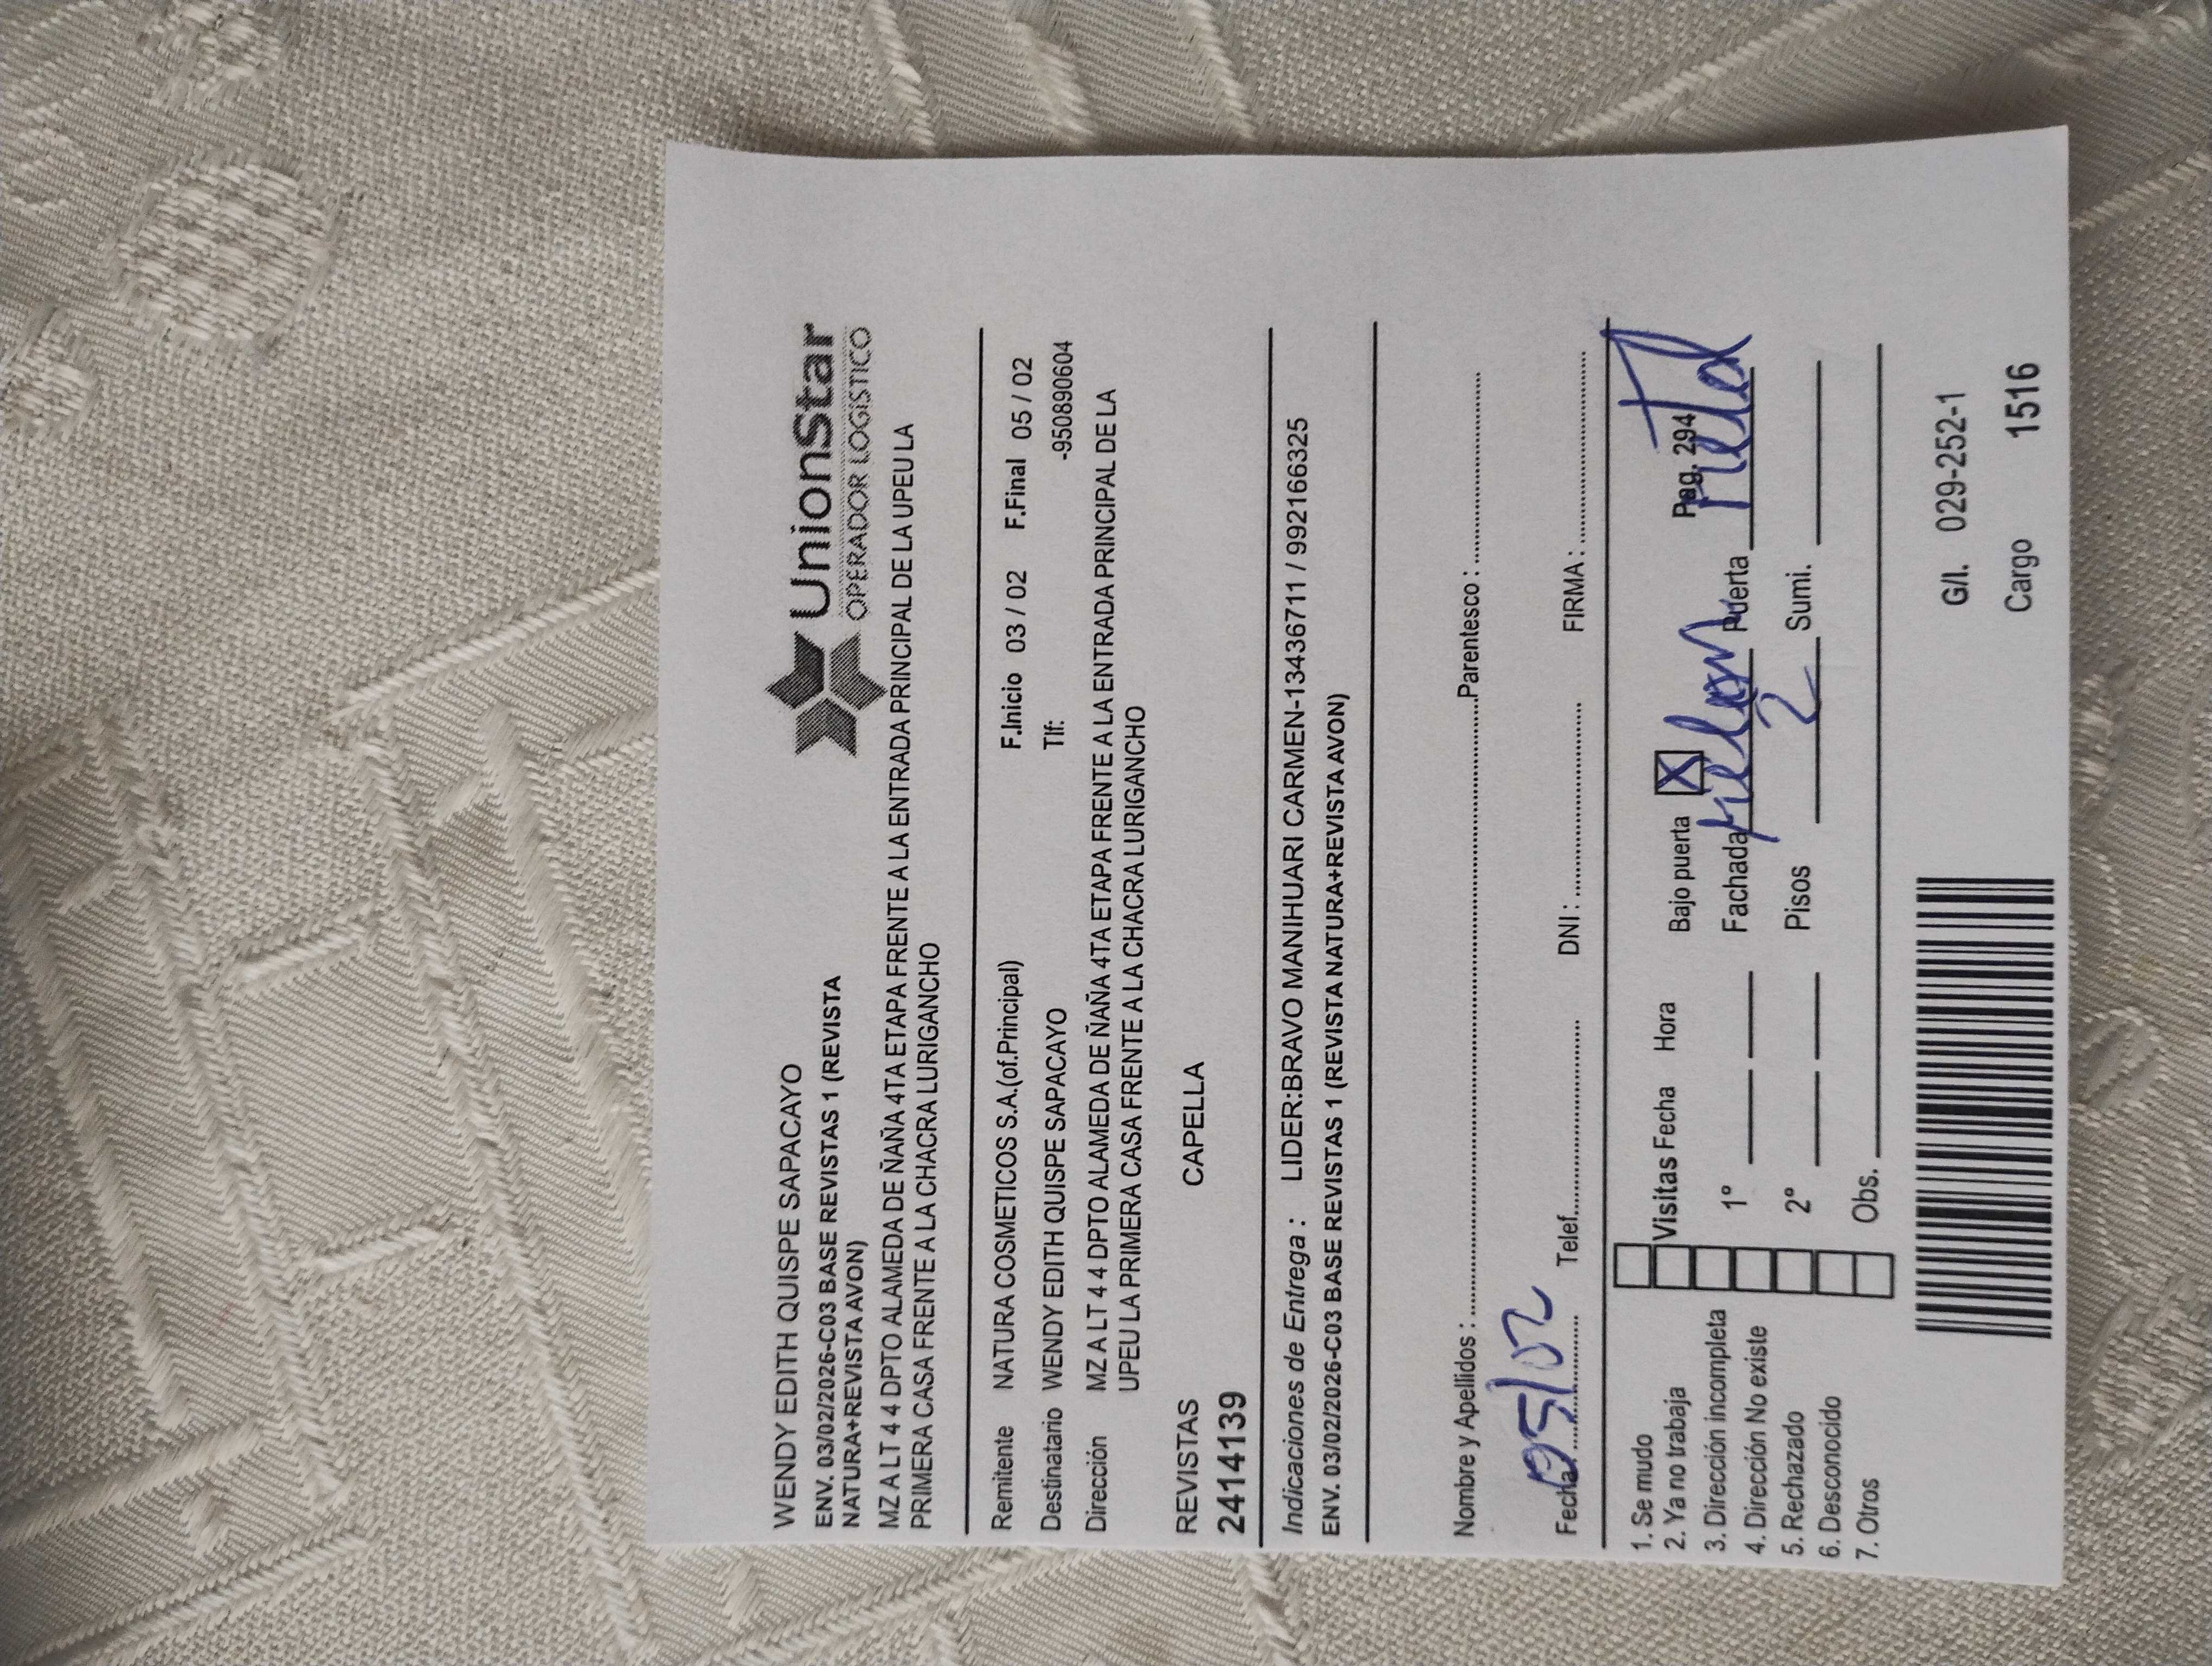 WENDY EDITH QUISPE SAPACAYO
ENV. 03/02/2026-C03 BASE REVISTAS 1 (REVISTA
NATURA+REVISTA AVON)
UnionStar
OPERADOR LOGÍSTICO
MZ A LT 4 4 DPTO ALAMEDA DE ÑAÑA 4TA ETAPA FRENTE A LA ENTRADA PRINCIPAL DE LA UPEU LA
PRIMERA CASA FRENTE A LA CHACRA LURIGANCHO
Remitente NATURA COSMETICOS S.A.(of.Principal) F.Inicio 03 / 02 F.Final 05 / 02
Destinatario WENDY EDITH QUISPE SAPACAYO Tlf: -950890604
Dirección MZ A LT 4 4 DPTO ALAMEDA DE ÑAÑA 4TA ETAPA FRENTE A LA ENTRADA PRINCIPAL DE LA
UPEU LA PRIMERA CASA FRENTE A LA CHACRA LURIGANCHO
REVISTAS CAPELLA
2414139
Indicaciones de Entrega : LIDER:BRAVO MANIHUARI CARMEN-13436711 / 992166325
ENV. 03/02/2026-C03 BASE REVISTAS 1 (REVISTA NATURA+REVISTA AVON)
Nombre y Apellidos : Parentesco :
Fecha 05/02 Telef. DNI : FIRMA :
1. Se mudo
2. Ya no trabaja
3. Dirección incompleta
4. Dirección No existe
5. Rechazado
6. Desconocido
7. Otros
Visitas Fecha Hora Bajo puerta X Pag. 294
1º Fachada Puerta
2º Pisos 2 Sumi.
Obs.
G/I. 029-252-1
Cargo 1516